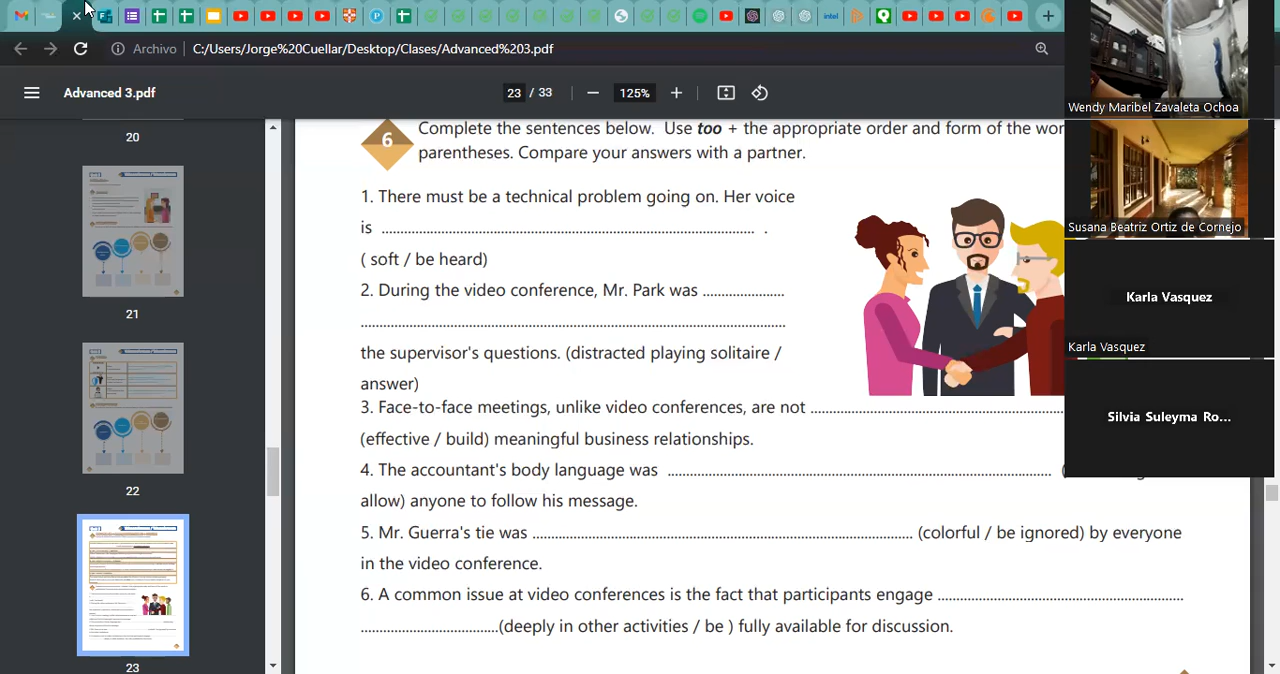 Archivo C:/Users/Jorge%20Cuellar/Desktop/Clases/Advanced%203.pdf
Advanced 3.pdf
23 / 33
125%
20
21
22
23
6
Complete the sentences below. Use too + the appropriate order and form of the
parentheses. Compare your answers with a partner.
1. There must be a technical problem going on. Her voice
is ........................................ .
( soft / be heard)
2. During the video conference, Mr. Park was ......................
........................................
the supervisor's questions. (distracted playing solitaire /
answer)
3. Face-to-face meetings, unlike video conferences, are not ........................................
(effective / build) meaningful business relationships.
4. The accountant's body language was ........................................ (
allow) anyone to follow his message.
5. Mr. Guerra's tie was ........................................ (colorful / be ignored) by everyone
in the video conference.
6. A common issue at video conferences is the fact that participants engage ........................................
....................................(deeply in other activities / be ) fully available for discussion.
Wendy Maribel Zavaleta Ochoa
Susana Beatriz Ortiz de Cornejo
Karla Vasquez
Karla Vasquez
Silvia Suleyma Ro...
intel